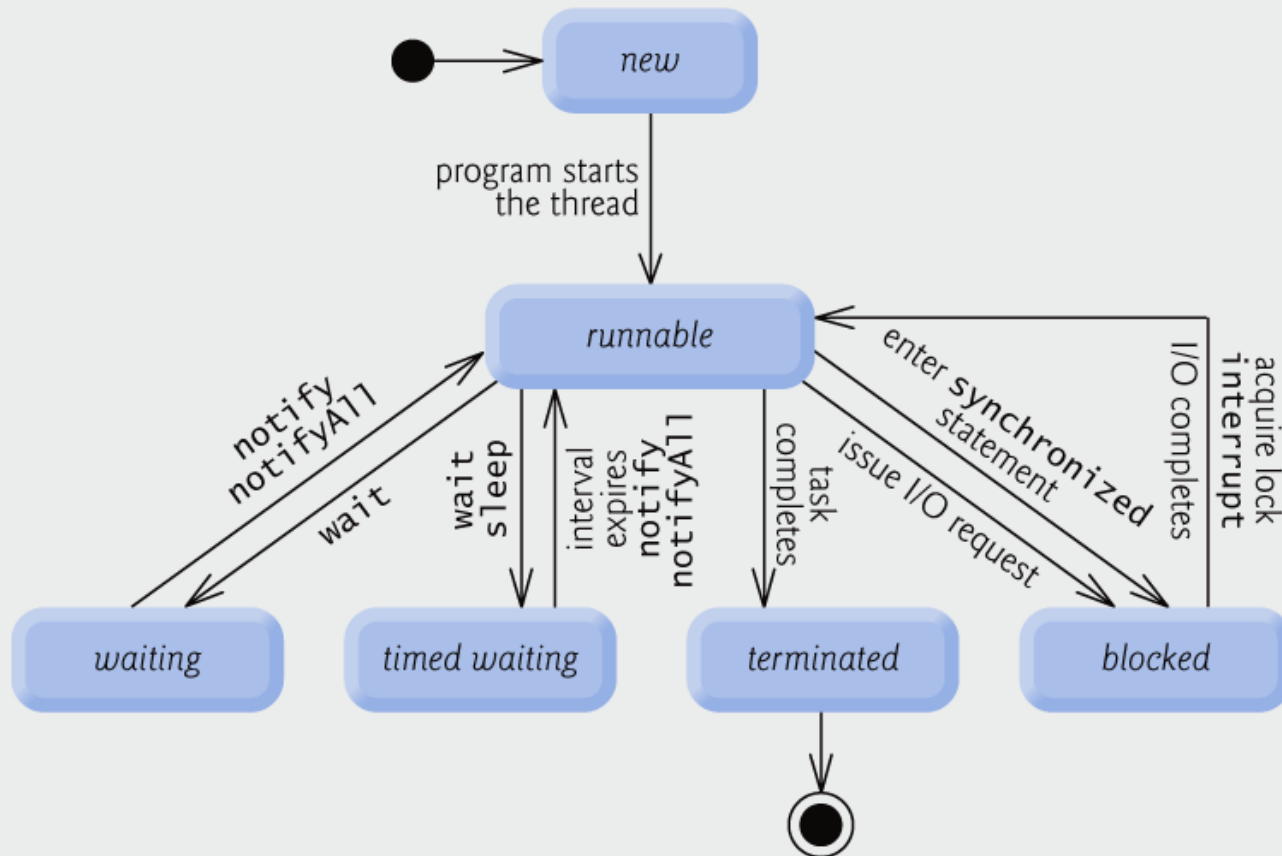 new
program starts
the thread
runnable
notify
notifyAll
wait
wait
sleep
interval
expires
notify
notifyAll
task
completes
issue I/O request
enter synchronized
statement
acquire lock
interrupt
I/O completes
waiting
timed waiting
terminated
blocked